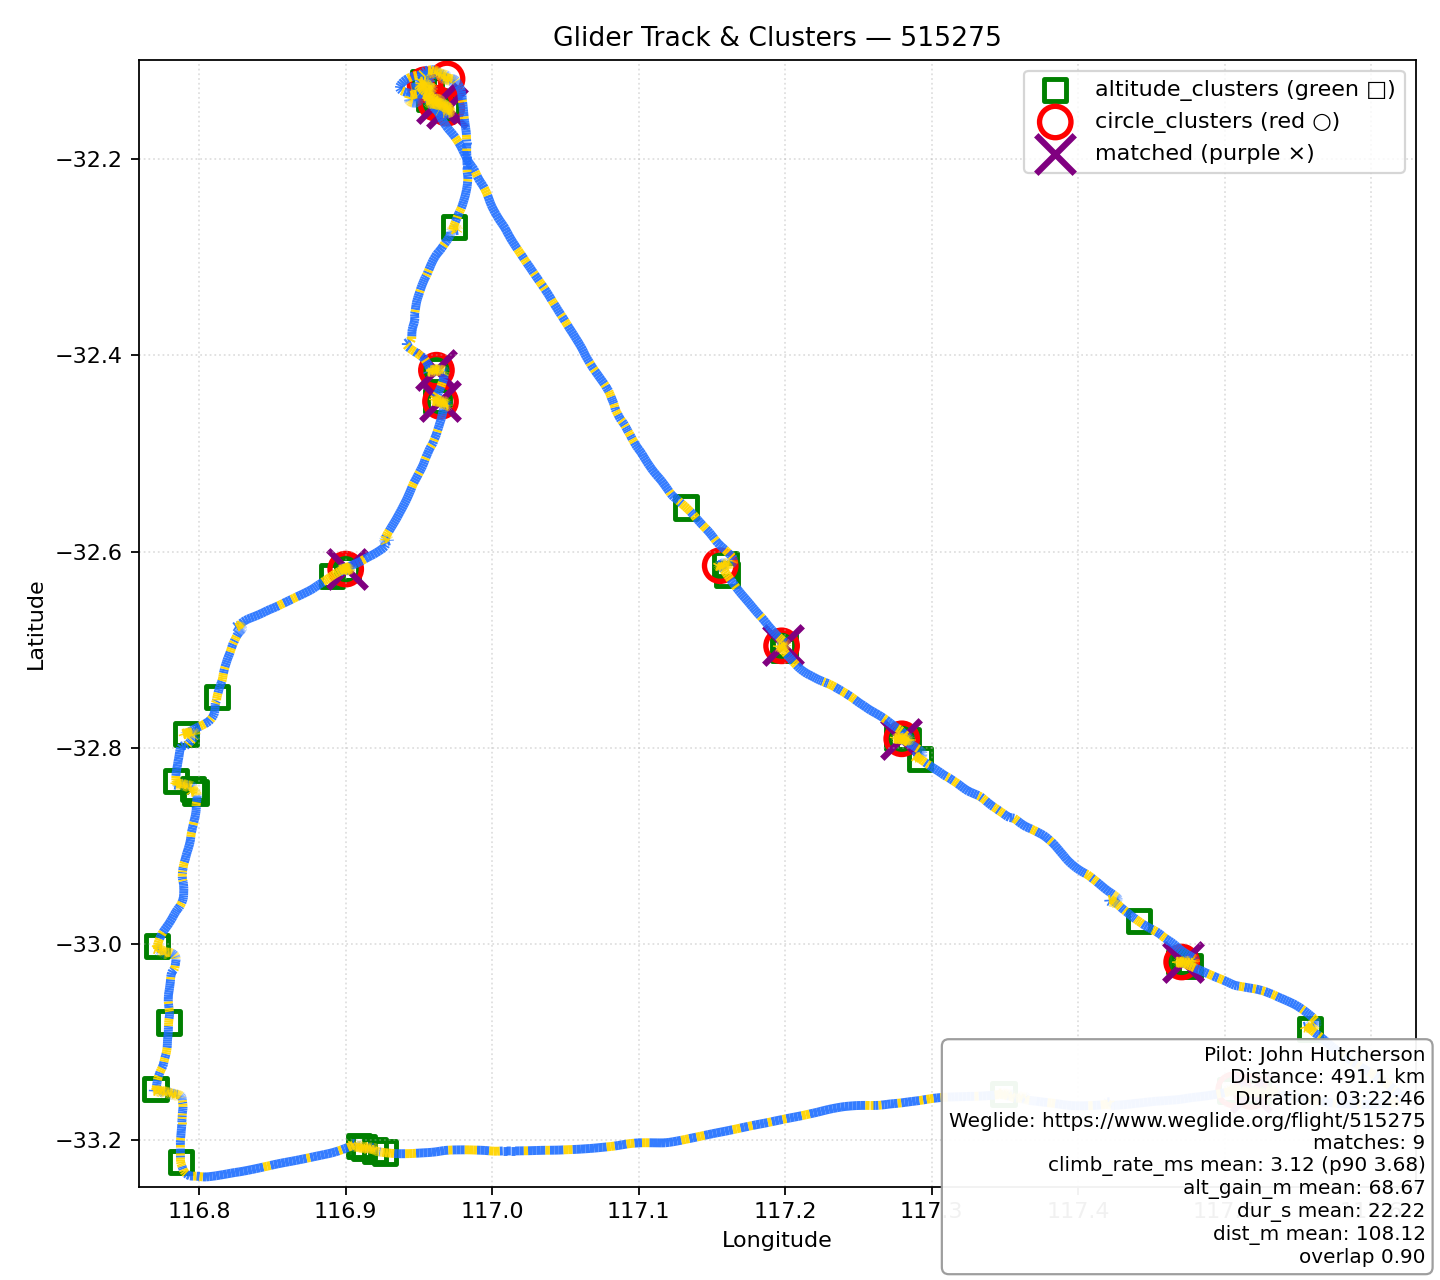 Glider Track & Clusters — 515275
altitude_clusters (green □)
circle_clusters (red ○)
matched (purple ×)
−32.2
−32.4
−32.6
−32.8
−33.0
−33.2
Latitude
116.8
116.9
117.0
117.1
117.2
117.3
117.4
Longitude
Pilot: John Hutcherson
Distance: 491.1 km
Duration: 03:22:46
Weglide: https://www.weglide.org/flight/515275
matches: 9
climb_rate_ms mean: 3.12 (p90 3.68)
alt_gain_m mean: 68.67
dur_s mean: 22.22
dist_m mean: 108.12
overlap 0.90